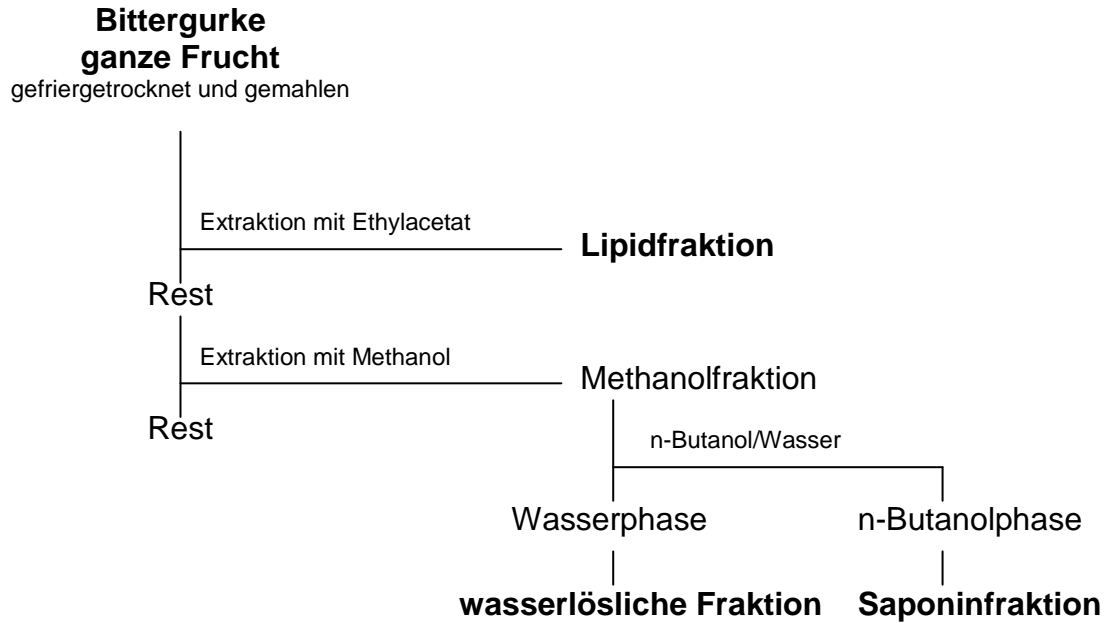 Bittergurke
ganze Frucht
gefriergetrocknet und gemahlen
Extraktion mit Ethylacetat
Lipidfraktion
Rest
Extraktion mit Methanol
Methanolfraktion
Rest
n-Butanol/Wasser
Wasserphase
n-Butanolphase
wasserlösliche Fraktion
Saponinfraktion